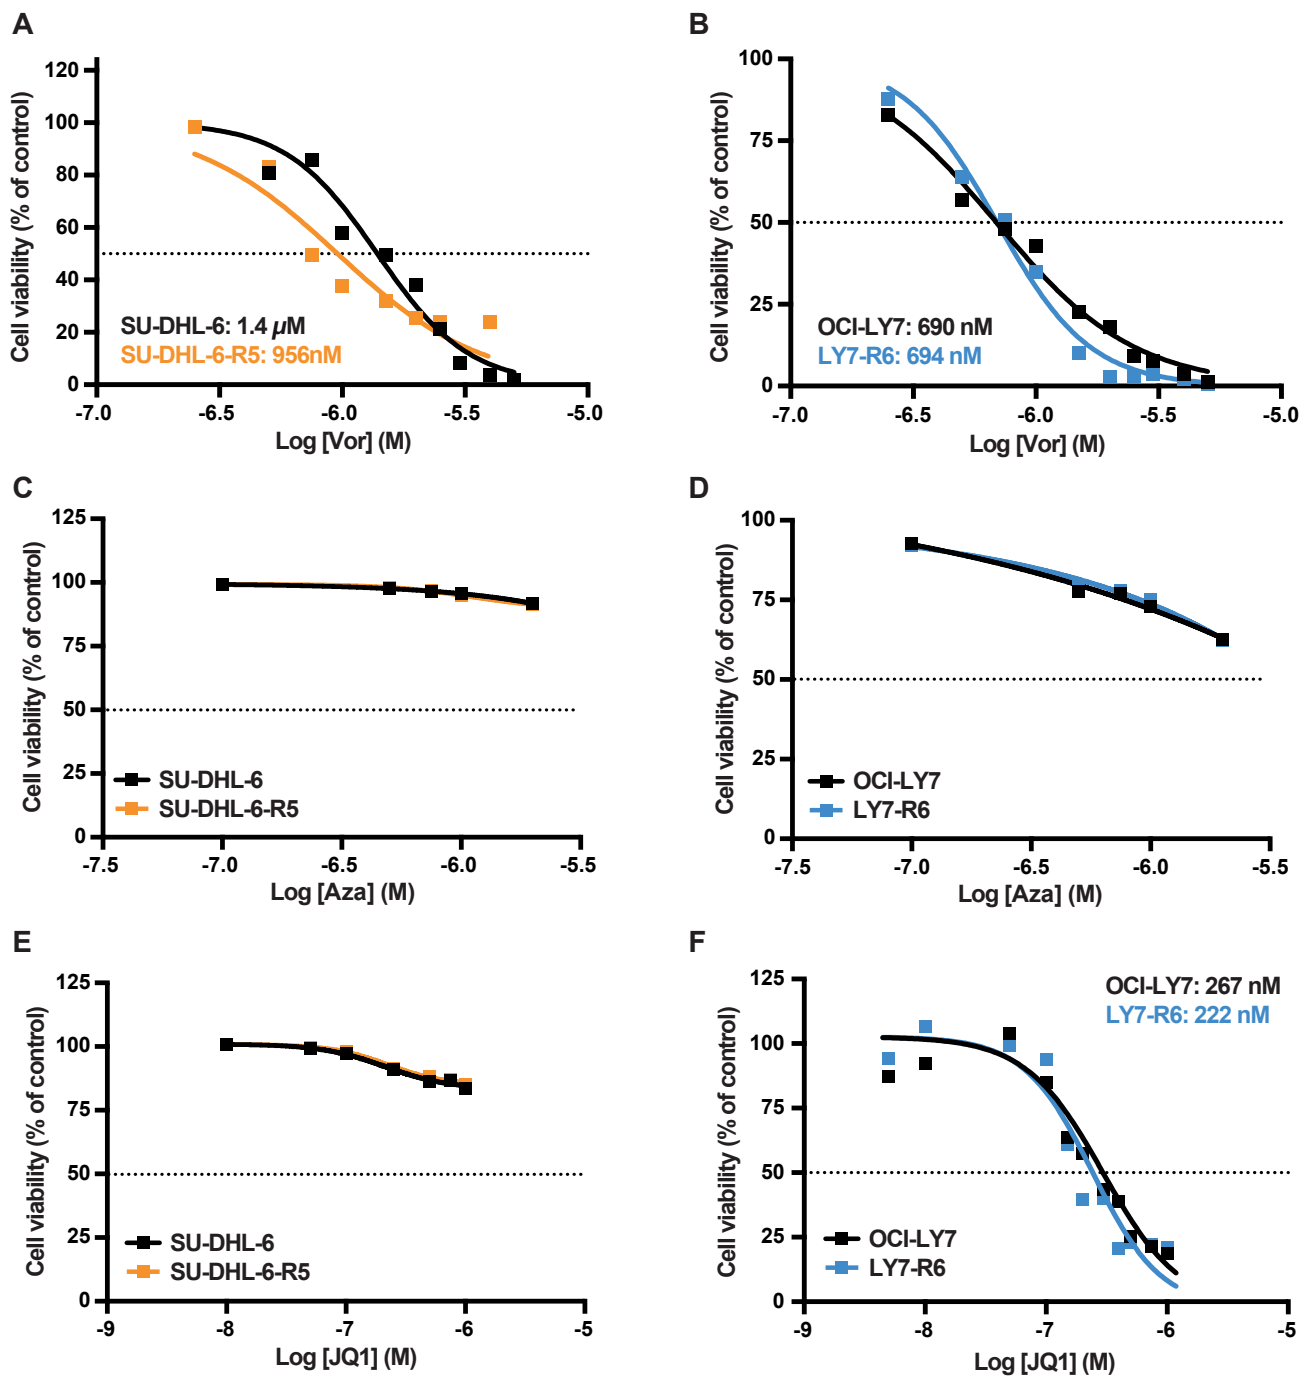 A
Cell viability (% of control)
120
100
80
60
40
20
0
SU-DHL-6: 1.4 µM
SU-DHL-6-R5: 956nM
-7.0 -6.5 -6.0 -5.5 -5.0
Log [Vor] (M)
B
Cell viability (% of control)
100
75
50
25
0
OCI-LY7: 690 nM
LY7-R6: 694 nM
-7.0 -6.5 -6.0 -5.5 -5.0
Log [Vor] (M)
C
Cell viability (% of control)
125
100
75
50
25
0
SU-DHL-6
SU-DHL-6-R5
-7.5 -7.0 -6.5 -6.0 -5.5
Log [Aza] (M)
D
Cell viability (% of control)
100
75
50
25
0
OCI-LY7
LY7-R6
-7.5 -7.0 -6.5 -6.0 -5.5
Log [Aza] (M)
E
Cell viability (% of control)
125
100
75
50
25
0
SU-DHL-6
SU-DHL-6-R5
-9 -8 -7 -6 -5
Log [JQ1] (M)
F
Cell viability (% of control)
125
100
75
50
25
0
OCI-LY7: 267 nM
LY7-R6: 222 nM
OCI-LY7
LY7-R6
-9 -8 -7 -6 -5
Log [JQ1] (M)